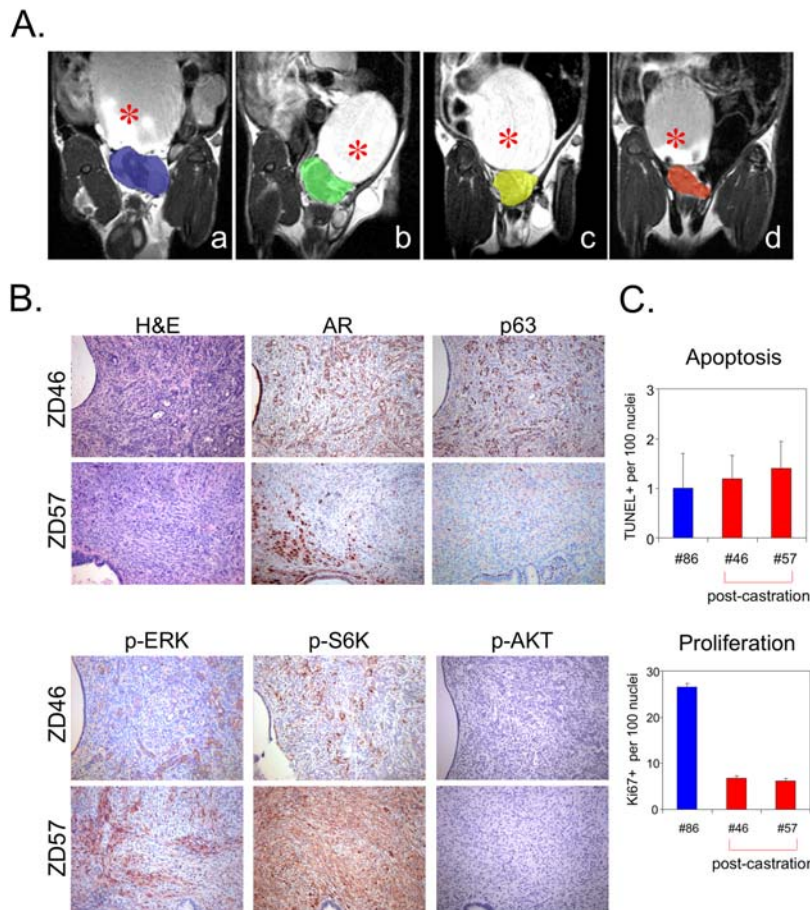 A.
a
b
c
d
B.
H&E AR p63
ZD46
ZD57
p-ERK p-S6K p-AKT
ZD46
ZD57
C.
Apoptosis
TUNEL+ per 100 nuclei
3
2
1
0
#86 #46 #57
post-castration
Proliferation
Ki67+ per 100 nuclei
30
20
10
0
#86 #46 #57
post-castration